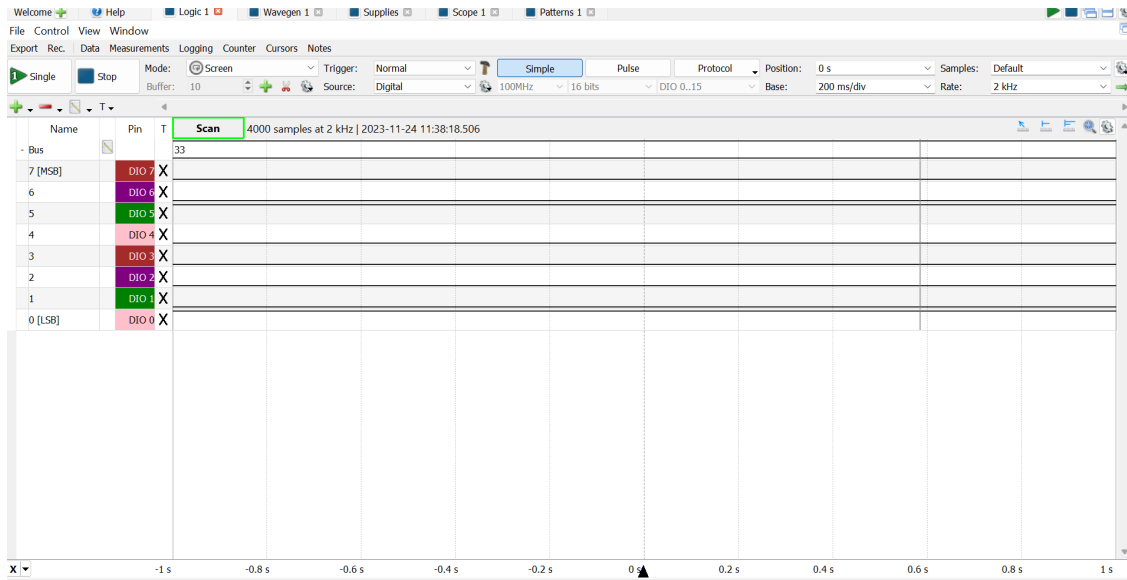 Welcome Help Logic 1 Wavegen 1 Supplies Scope 1 Patterns 1
File Control View Window
Export Rec. Data Measurements Logging Counter Cursors Notes
1 Single Stop Mode: Screen Trigger: Normal Simple Pulse Protocol Position: 0 s Samples: Default
Buffer: 10 Source: Digital 100MHz 16 bits DIO 0..15 Base: 200 ms/div Rate: 2 kHz
T
Name Pin T Scan 4000 samples at 2 kHz | 2023-11-24 11:38:18.506
- Bus 33
7 [MSB] DIO 7 X
6 DIO 6 X
5 DIO 5 X
4 DIO 4 X
3 DIO 3 X
2 DIO 2 X
1 DIO 1 X
0 [LSB] DIO 0 X
X -1 s -0.8 s -0.6 s -0.4 s -0.2 s 0 s 0.2 s 0.4 s 0.6 s 0.8 s 1 s